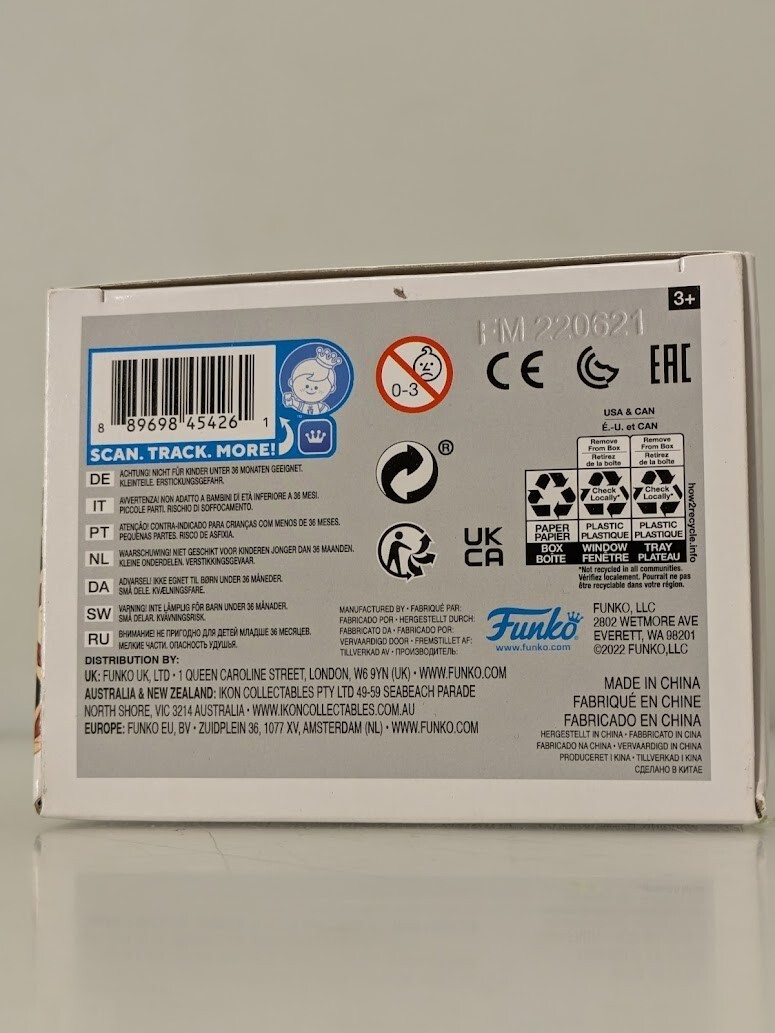 3+
HM 220621
0-3
CE
EAC
8 89698 45426 1
SCAN. TRACK. MORE!
DE ACHTUNG! NICHT FÜR KINDER UNTER 36 MONATEN GEEIGNET.
KLEINTEILE. ERSTICKUNGSGEFAHR.
IT AVVERTENZA! NON ADATTO A BAMBINI DI ETÀ INFERIORE A 36 MESI.
PICCOLE PARTI. RISCHIO DI SOFFOCAMENTO.
PT ATENÇÃO! CONTRA-INDICADO PARA CRIANÇAS COM MENOS DE 36 MESES.
PEQUENAS PARTES. RISCO DE ASFIXIA.
NL WAARSCHUWING! NIET GESCHIKT VOOR KINDEREN JONGER DAN 36 MAANDEN.
KLEINE ONDERDELEN. VERSTIKKINGSGEVAAR.
DA ADVARSEL! IKKE EGNET TIL BØRN UNDER 36 MÅNEDER.
SMÅ DELE. KVÆLNINGSFARE.
SW VARNING! INTE LÄMPLIG FÖR BARN UNDER 36 MÅNADER.
SMÅ DELAR. KVÄVNINGSRISK.
RU ВНИМАНИЕ! НЕ ПРИГОДНО ДЛЯ ДЕТЕЙ МЛАДШЕ 36 МЕСЯЦЕВ.
МЕЛКИЕ ЧАСТИ. ОПАСНОСТЬ УДУШЬЯ.
®
UK
CA
USA & CAN
É.-U. et CAN
Remove From Box
Retirez de la boîte
Remove From Box
Retirez de la boîte
Check Locally*
Check Locally*
PAPER PAPIER
PLASTIC PLASTIQUE
PLASTIC PLASTIQUE
BOX BOÎTE
WINDOW FENÊTRE
TRAY PLATEAU
how2recycle.info
*Not recycled in all communities.
Vérifiez localement. Pourrait ne pas
être recyclable dans votre région.
MANUFACTURED BY • FABRIQUÉ PAR:
FABRICADO POR • HERGESTELLT DURCH:
FABBRICATO DA • FABRICADO POR:
VERVAARDIGD DOOR • FREMSTILLET AF:
TILLVERKAD AV • ПРОИЗВОДИТЕЛЬ:
Funko
www.funko.com
FUNKO, LLC
2802 WETMORE AVE
EVERETT, WA 98201
©2022 FUNKO,LLC
DISTRIBUTION BY:
UK: FUNKO UK, LTD • 1 QUEEN CAROLINE STREET, LONDON, W6 9YN (UK) • WWW.FUNKO.COM
AUSTRALIA & NEW ZEALAND: IKON COLLECTABLES PTY LTD 49-59 SEABEACH PARADE
NORTH SHORE, VIC 3214 AUSTRALIA • WWW.IKONCOLLECTABLES.COM.AU
EUROPE: FUNKO EU, BV • ZUIDPLEIN 36, 1077 XV, AMSTERDAM (NL) • WWW.FUNKO.COM
MADE IN CHINA
FABRIQUÉ EN CHINE
FABRICADO EN CHINA
HERGESTELLT IN CHINA • FABBRICATO IN CINA
FABRICADO NA CHINA • VERVAARDIGD IN CHINA
PRODUCERET I KINA • TILLVERKAD I KINA
СДЕЛАНО В КИТАЕ